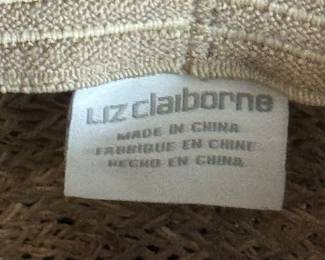 Liz claiborne
MADE IN CHINA
FABRIQUE EN CHINE
HECHO EN CHINA